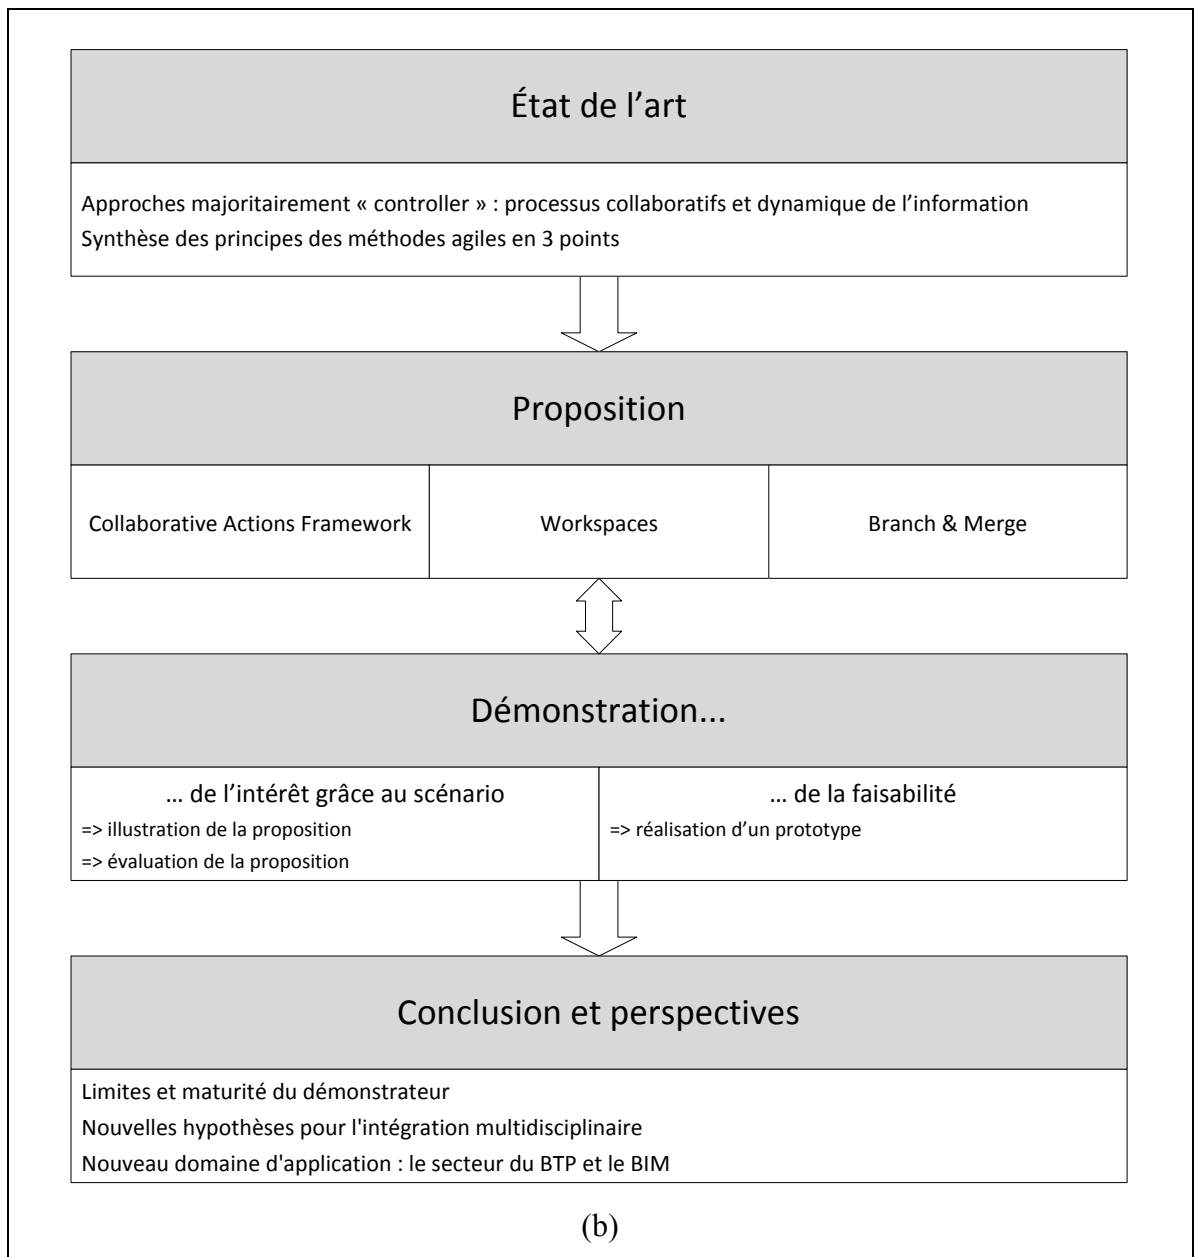 État de l’art
Approches majoritairement « controller » : processus collaboratifs et dynamique de l’information
Synthèse des principes des méthodes agiles en 3 points
Proposition
Collaborative Actions Framework
Workspaces
Branch & Merge
Démonstration...
... de l’intérêt grâce au scénario
=> illustration de la proposition
=> évaluation de la proposition
... de la faisabilité
=> réalisation d’un prototype
Conclusion et perspectives
Limites et maturité du démonstrateur
Nouvelles hypothèses pour l'intégration multidisciplinaire
Nouveau domaine d'application : le secteur du BTP et le BIM
(b)